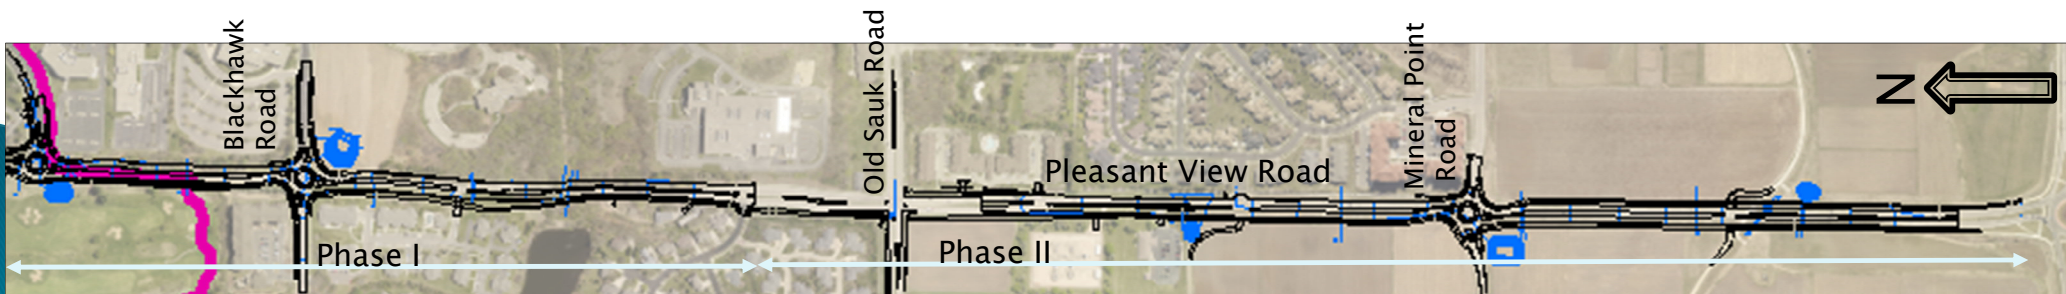 Blackhawk
Road
Old Sauk Road
Mineral Point
Road
N
Pleasant View Road
Phase I
Phase II